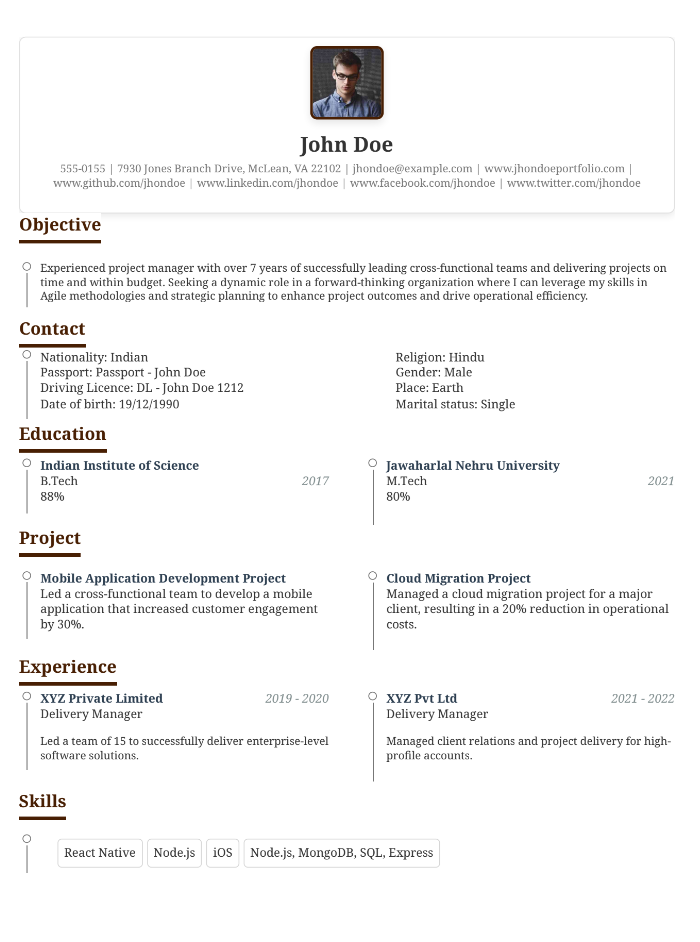 John Doe
555-0155 | 7930 Jones Branch Drive, McLean, VA 22102 | jhondoe@example.com | www.jhondoeportfolio.com |
www.github.com/jhondoe | www.linkedin.com/jhondoe | www.facebook.com/jhondoe | www.twitter.com/jhondoe
Objective
Experienced project manager with over 7 years of successfully leading cross-functional teams and delivering projects on
time and within budget. Seeking a dynamic role in a forward-thinking organization where I can leverage my skills in
Agile methodologies and strategic planning to enhance project outcomes and drive operational efficiency.
Contact
Nationality: Indian
Passport: Passport - John Doe
Driving Licence: DL - John Doe 1212
Date of birth: 19/12/1990
Religion: Hindu
Gender: Male
Place: Earth
Marital status: Single
Education
Indian Institute of Science
B.Tech 2017
88%
Jawaharlal Nehru University
M.Tech 2021
80%
Project
Mobile Application Development Project
Led a cross-functional team to develop a mobile
application that increased customer engagement
by 30%.
Cloud Migration Project
Managed a cloud migration project for a major
client, resulting in a 20% reduction in operational
costs.
Experience
XYZ Private Limited 2019 - 2020
Delivery Manager
Led a team of 15 to successfully deliver enterprise-level
software solutions.
XYZ Pvt Ltd 2021 - 2022
Delivery Manager
Managed client relations and project delivery for high-
profile accounts.
Skills
React Native Node.js iOS Node.js, MongoDB, SQL, Express